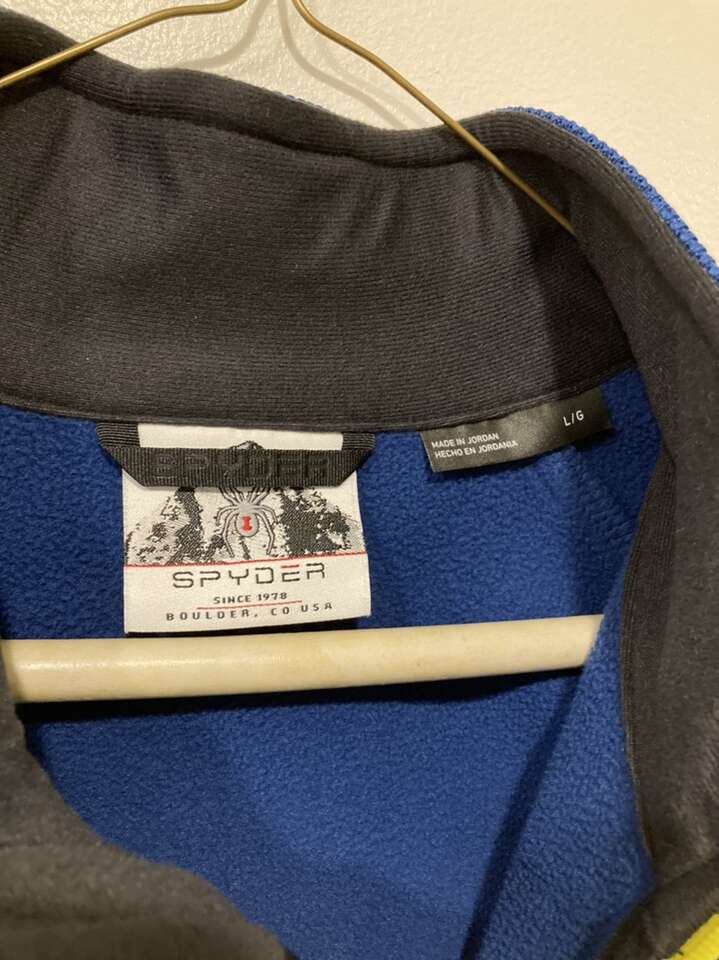 SPYDER
SPYDER
SINCE 1978
BOULDER, CO USA
L/G
MADE IN JORDAN
HECHO EN JORDANIA